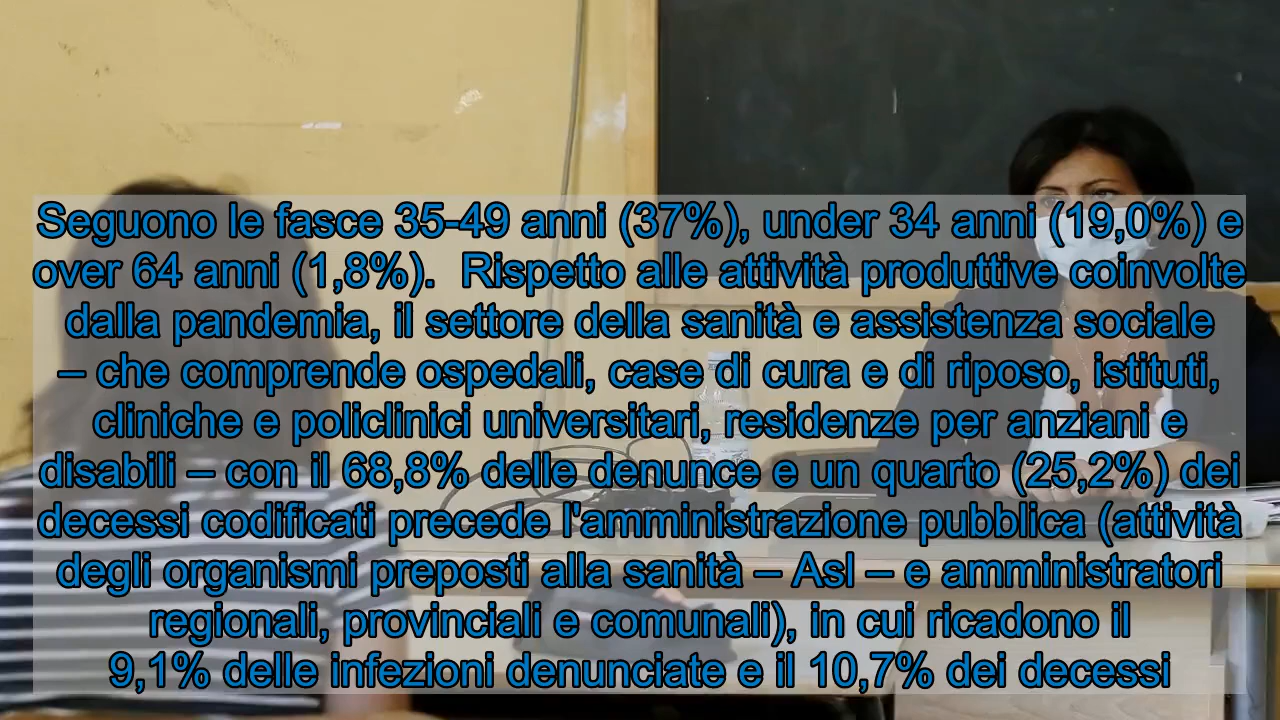 Seguono le fasce 35-49 anni (37%), under 34 anni (19,0%) e
over 64 anni (1,8%).  Rispetto alle attività produttive coinvolte
dalla pandemia, il settore della sanità e assistenza sociale
– che comprende ospedali, case di cura e di riposo, istituti,
cliniche e policlinici universitari, residenze per anziani e
disabili – con il 68,8% delle denunce e un quarto (25,2%) dei
decessi codificati precede l'amministrazione pubblica (attività
degli organismi preposti alla sanità – Asl – e amministratori
regionali, provinciali e comunali), in cui ricadono il
9,1% delle infezioni denunciate e il 10,7% dei decessi